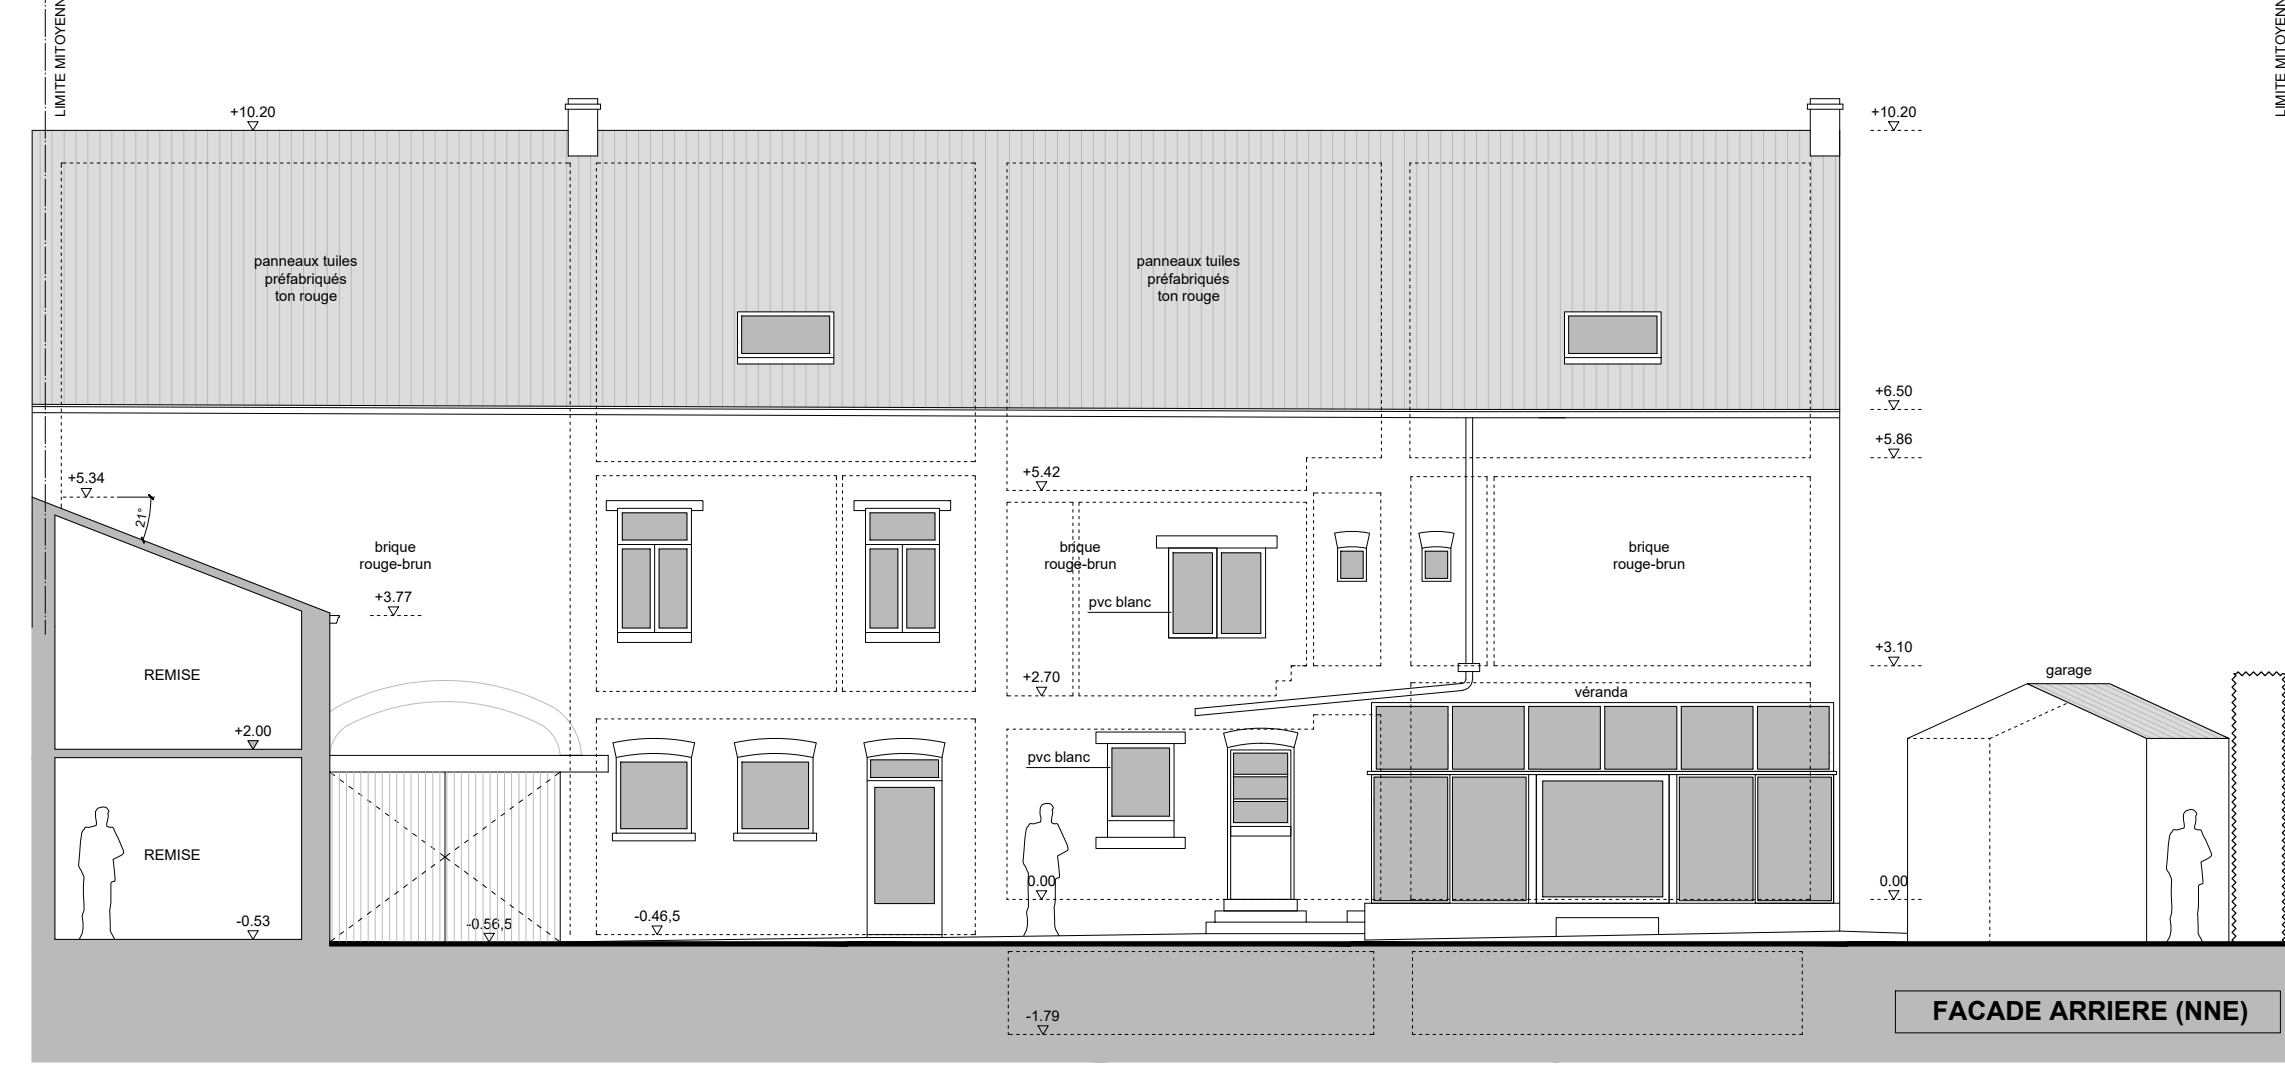 LIMITE MITOYENN
LIMITE MITOYENN
+10.20
+10.20
panneaux tuiles
préfabriqués
ton rouge
panneaux tuiles
préfabriqués
ton rouge
+6.50
+5.86
+5.34
21°
+5.42
brique
rouge-brun
brique
rouge-brun
brique
rouge-brun
+3.77
pvc blanc
+3.10
REMISE
+2.70
garage
véranda
+2.00
pvc blanc
REMISE
0.00
0.00
-0.53
-0.56,5
-0.46,5
-1.79
FACADE ARRIERE (NNE)